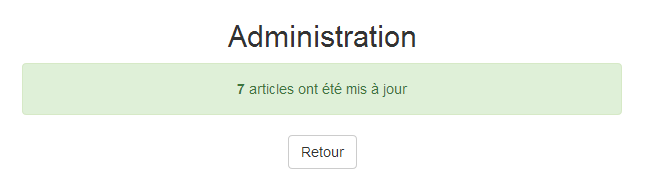 Administration
7 articles ont été mis à jour
Retour